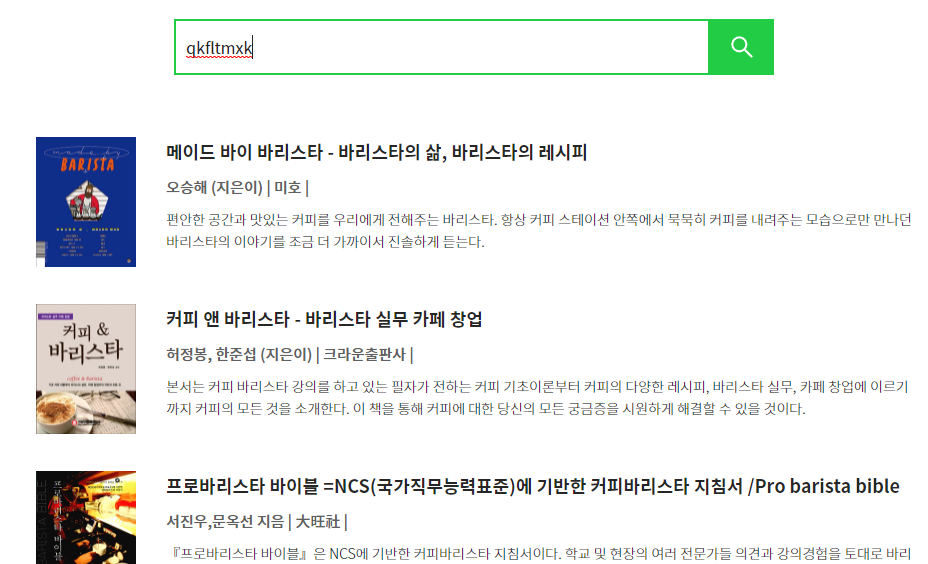 qkfltmxk
made by
BARISTA
메이드 바이 바리스타 - 바리스타의 삶, 바리스타의 레시피
오승해 (지은이) | 미호 |
편안한 공간과 맛있는 커피를 우리에게 전해주는 바리스타. 항상 커피 스테이션 안쪽에서 묵묵히 커피를 내려주는 모습으로만 만나던
바리스타의 이야기를 조금 더 가까이서 진솔하게 듣는다.
커피 &
바리스타
coffee & barista
커피 앤 바리스타 - 바리스타 실무 카페 창업
허정봉, 한준섭 (지은이) | 크라운출판사 |
본서는 커피 바리스타 강의를 하고 있는 필자가 전하는 커피 기초이론부터 커피의 다양한 레시피, 바리스타 실무, 카페 창업에 이르기
까지 커피의 모든 것을 소개한다. 이 책을 통해 커피에 대한 당신의 모든 궁금증을 시원하게 해결할 수 있을 것이다.
프로바리스타 바이블
프로바리스타 바이블 =NCS(국가직무능력표준)에 기반한 커피바리스타 지침서 /Pro barista bible
서진우,문옥선 지음 | 大旺社 |
『프로바리스타 바이블』은 NCS에 기반한 커피바리스타 지침서이다. 학교 및 현장의 여러 전문가들 의견과 강의경험을 토대로 바리